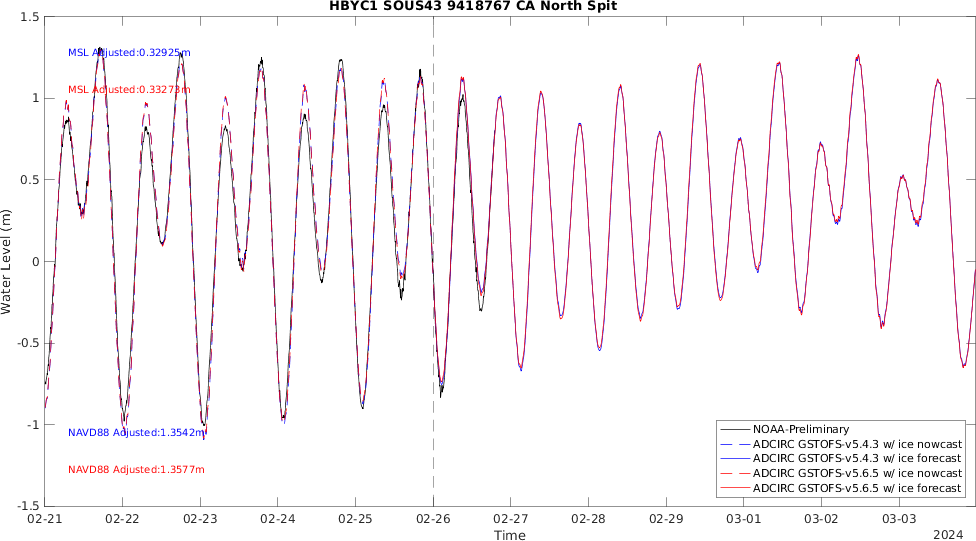 HBYC1 SOUS43 9418767 CA North Spit
1.5
1
0.5
0
-0.5
-1
-1.5
Water Level (m)
MSL Adjusted:0.32925m
MSL Adjusted:0.33273m
NAVD88 Adjusted:1.3542m
NAVD88 Adjusted:1.3577m
NOAA-Preliminary
ADCIRC GSTOFS-v5.4.3 w/ ice nowcast
ADCIRC GSTOFS-v5.4.3 w/ ice forecast
ADCIRC GSTOFS-v5.6.5 w/ ice nowcast
ADCIRC GSTOFS-v5.6.5 w/ ice forecast
02-21 02-22 02-23 02-24 02-25 02-26 02-27 02-28 02-29 03-01 03-02 03-03
Time
2024